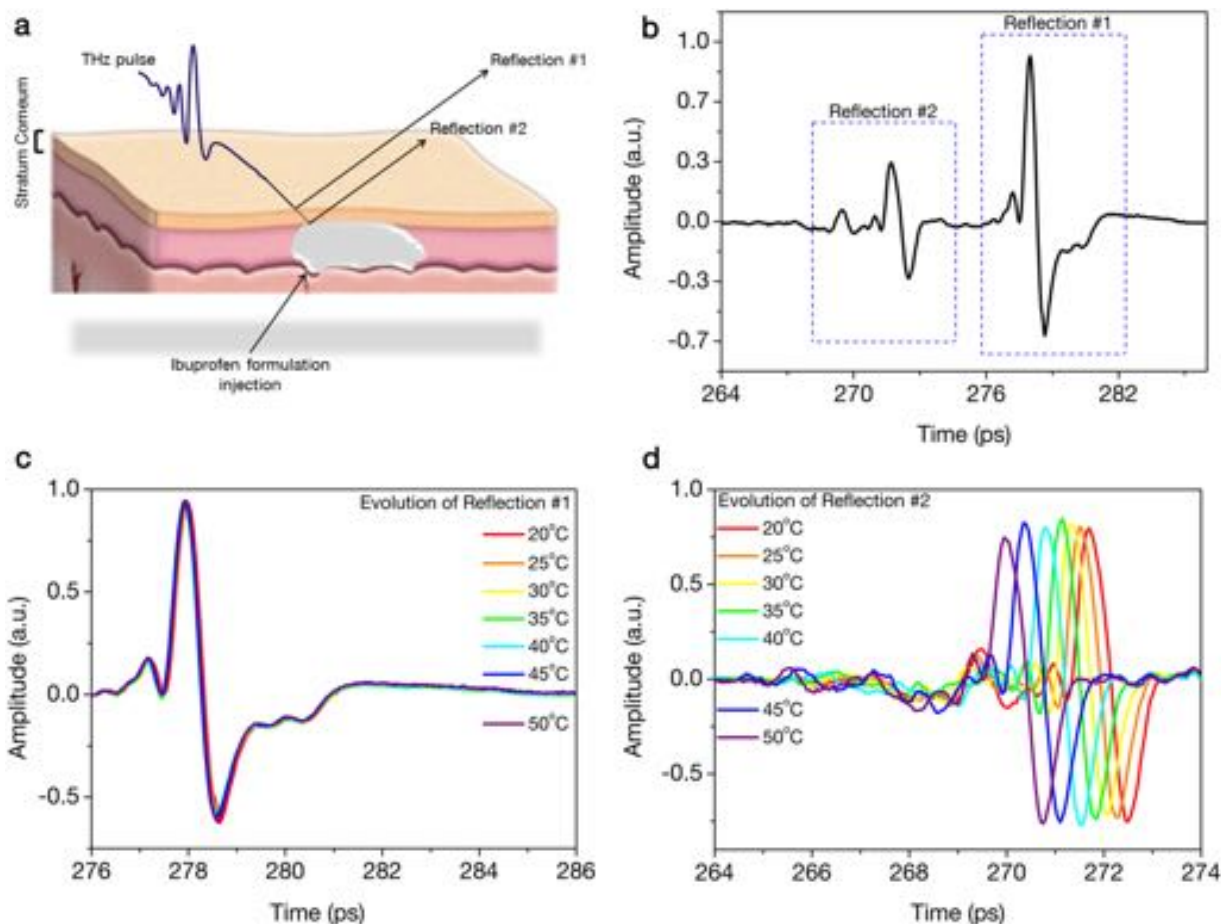 a
THz pulse
Reflection #1
Reflection #2
Stratum Corneum
Ibuprofen formulation
injection
b
Reflection #1
Reflection #2
1.0
0.7
0.3
0.0
-0.3
-0.7
Amplitude (a.u.)
264
270
276
282
Time (ps)
c
Evolution of Reflection #1
20°C
25°C
30°C
35°C
40°C
45°C
50°C
1.0
0.5
0.0
-0.5
Amplitude (a.u.)
276
278
280
282
284
286
Time (ps)
d
Evolution of Reflection #2
20°C
25°C
30°C
35°C
40°C
45°C
50°C
1.0
0.5
0.0
-0.5
Amplitude (a.u.)
264
266
268
270
272
274
Time (ps)